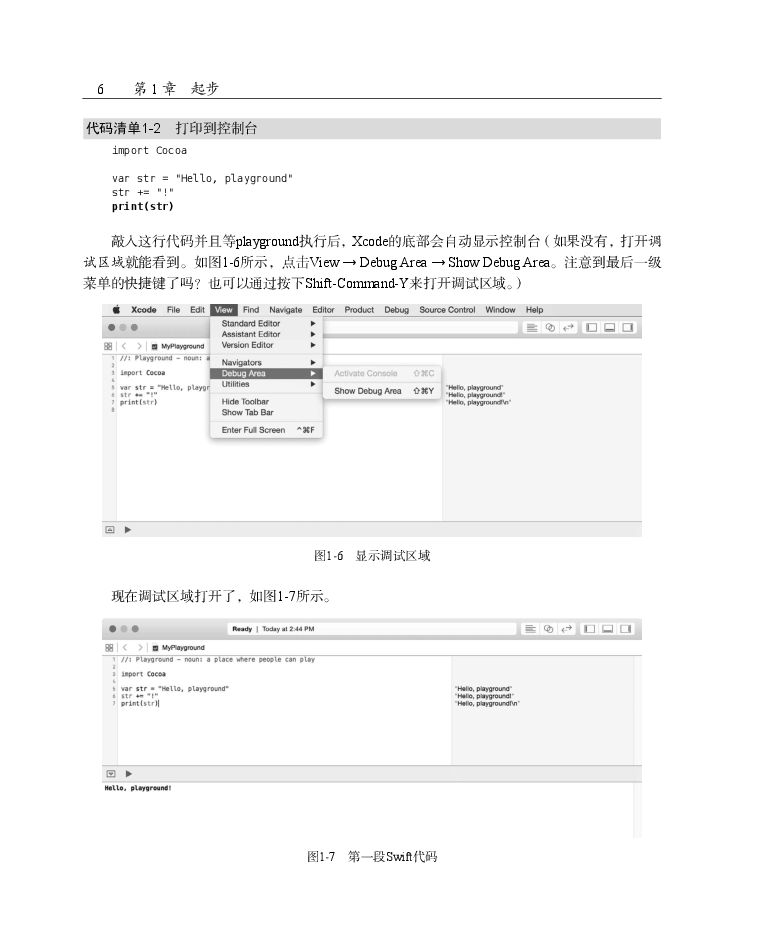 6 第 1 章 起步
代码清单1-2 打印到控制台
import Cocoa
var str = "Hello, playground"
str += "!"
print(str)
敲入这行代码并且等playground执行后，Xcode的底部会自动显示控制台（如果没有，打开调
试区域就能看到。如图1-6所示，点击View → Debug Area → Show Debug Area。注意到最后一级
菜单的快捷键了吗？也可以通过按下Shift-Command-Y来打开调试区域。）
Xcode File Edit View Find Navigate Editor Product Debug Source Control Window Help
Standard Editor
Assistant Editor
Version Editor
MyPlayground
Navigators
Debug Area
Utilities
Hide Toolbar
Show Tab Bar
Enter Full Screen ^⌘F
Activate Console ⇧⌘C
Show Debug Area ⇧⌘Y
1 //: Playground - noun: a
2
3 import Cocoa
4
5 var str = "Hello, playgr
6 str += "!"
7 print(str)
8
"Hello, playground"
"Hello, playground!"
"Hello, playground!\n"
图1-6 显示调试区域
现在调试区域打开了，如图1-7所示。
Ready | Today at 2:44 PM
MyPlayground
1 //: Playground - noun: a place where people can play
2
3 import Cocoa
4
5 var str = "Hello, playground"
6 str += "!"
7 print(str)
"Hello, playground"
"Hello, playground!"
"Hello, playground!\n"
Hello, playground!
图1-7 第一段Swift代码